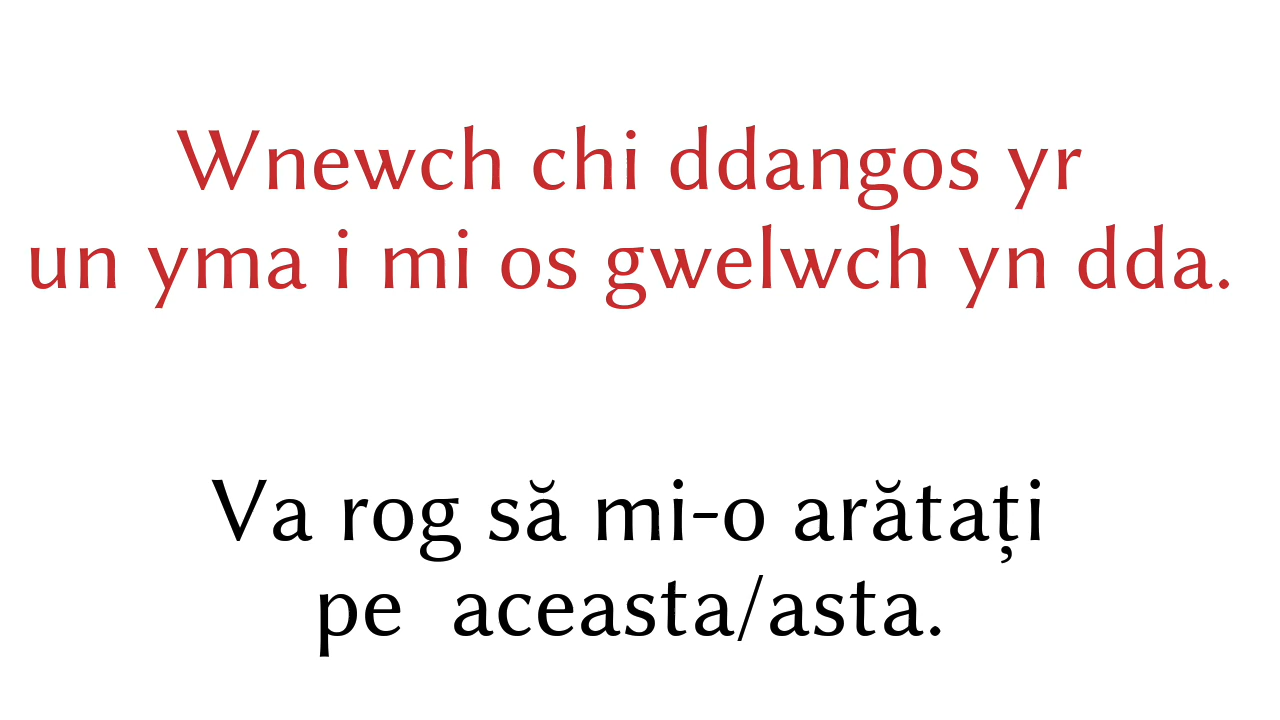 Wnewch chi ddangos yr
un yma i mi os gwelwch yn dda.
Va rog să mi-o arătați
pe  aceasta/asta.